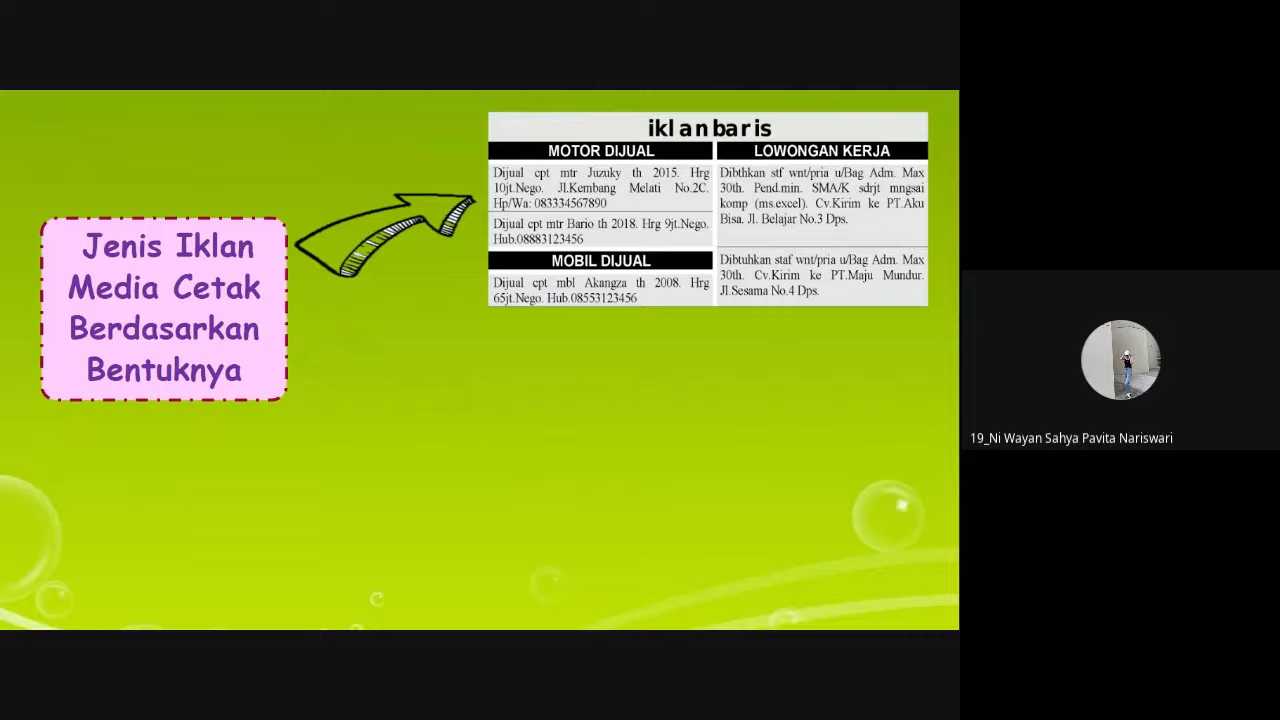 Jenis Iklan
Media Cetak
Berdasarkan
Bentuknya
iklanbaris
MOTOR DIJUAL
Dijual cpt mtr Juzuky th 2015. Hrg
10jt.Nego. Jl.Kembang Melati No.2C.
Hp/Wa: 083334567890
Dijual cpt mtr Bario th 2018. Hrg 9jt.Nego.
Hub.08883123456
MOBIL DIJUAL
Dijual cpt mbl Akangza th 2008. Hrg
65jt.Nego. Hub.08553123456
LOWONGAN KERJA
Dibthkan stf wnt/pria u/Bag Adm. Max
30th. Pend.min. SMA/K sdrjt mngsai
komp (ms.excel). Cv.Kirim ke PT.Aku
Bisa. Jl. Belajar No.3 Dps.
Dibtuhkan staf wnt/pria u/Bag Adm. Max
30th. Cv.Kirim ke PT.Maju Mundur.
Jl.Sesama No.4 Dps.
19_Ni Wayan Sahya Pavita Nariswari